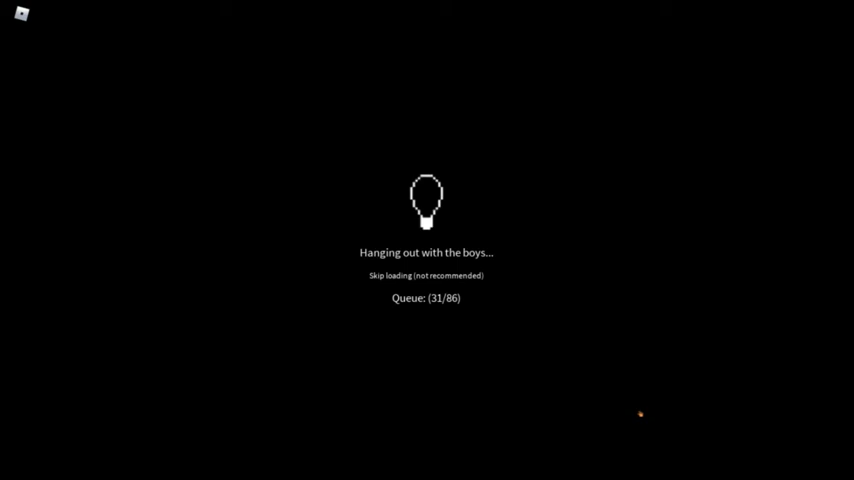 Hanging out with the boys...
Skip loading (not recommended)
Queue: (31/86)